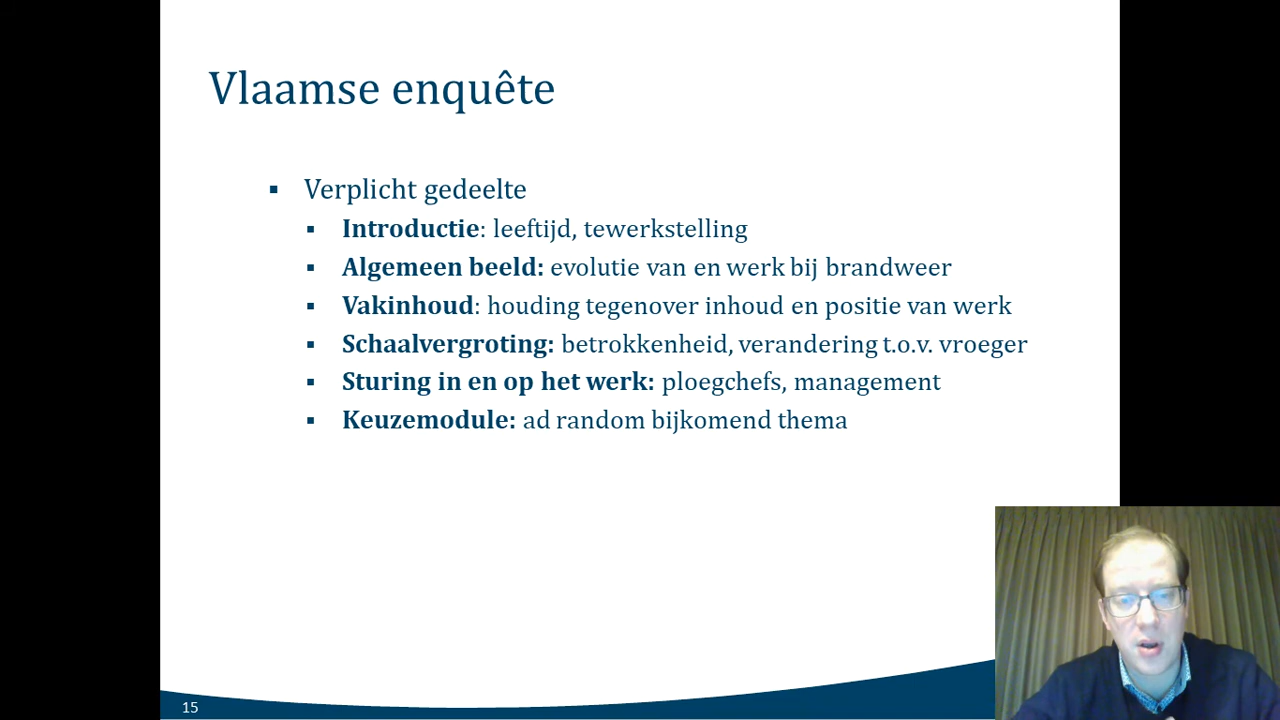 Vlaamse enquête
▪ Verplicht gedeelte
▪ Introductie: leeftijd, tewerkstelling
▪ Algemeen beeld: evolutie van en werk bij brandweer
▪ Vakinhoud: houding tegenover inhoud en positie van werk
▪ Schaalvergroting: betrokkenheid, verandering t.o.v. vroeger
▪ Sturing in en op het werk: ploegchefs, management
▪ Keuzemodule: ad random bijkomend thema
15